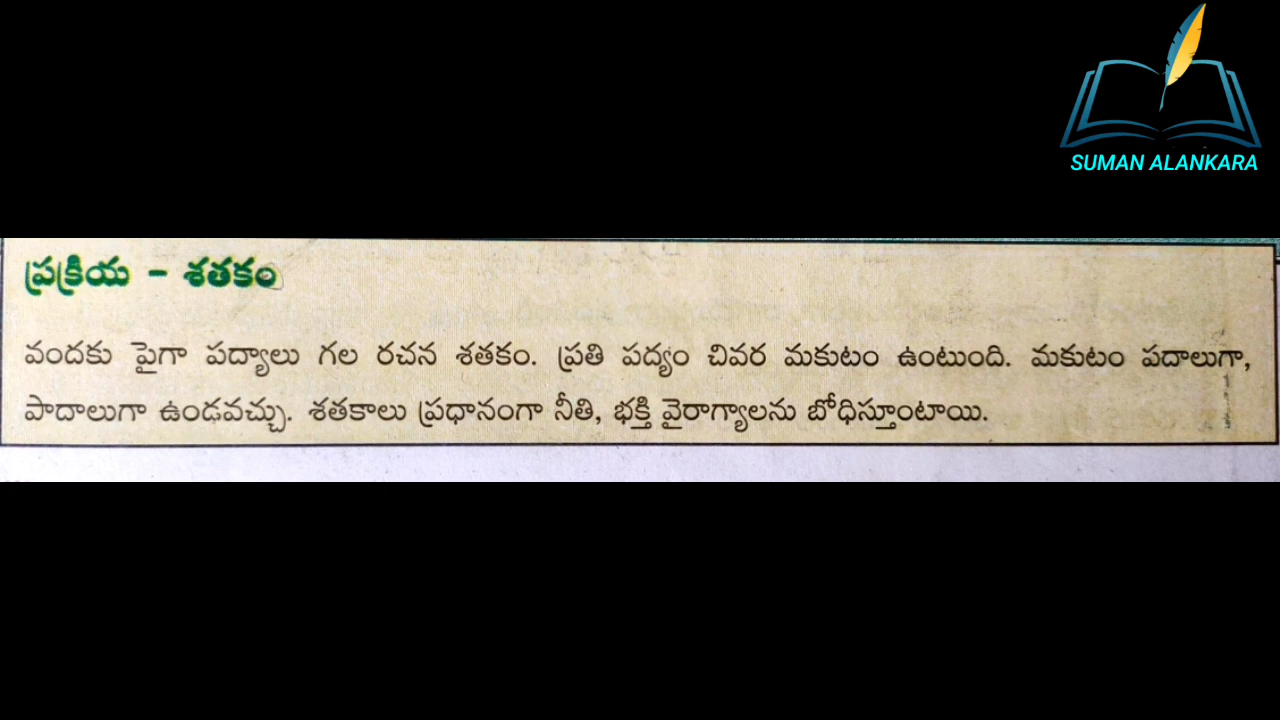 SUMAN ALANKARA
ప్రక్రియ - శతకం
వందకు పైగా పద్యాలు గల రచన శతకం. ప్రతి పద్యం చివర మకుటం ఉంటుంది. మకుటం పదాలుగా,
పాదాలుగా ఉండవచ్చు. శతకాలు ప్రధానంగా నీతి, భక్తి వైరాగ్యాలను బోధిస్తూంటాయి.